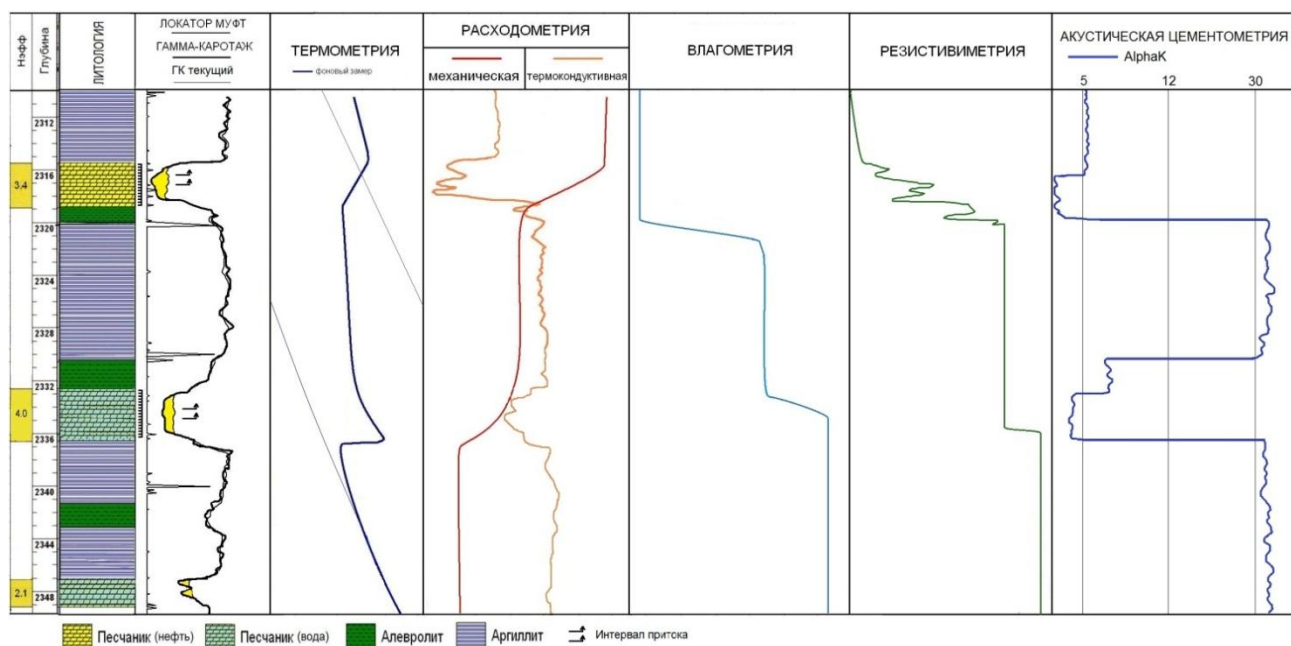 Нэфф
Глубина
ЛИТОЛОГИЯ
ЛОКАТОР МУФТ
ГАММА-КАРОТАЖ
ГК текущий
ТЕРМОМЕТРИЯ
фоновый замер
РАСХОДОМЕТРИЯ
механическая
термокондуктивная
ВЛАГОМЕТРИЯ
РЕЗИСТИВИМЕТРИЯ
АКУСТИЧЕСКАЯ ЦЕМЕНТОМЕТРИЯ
AlphaK
5 12 30
2312
3,4
2316
2320
2324
2328
2332
4.0
2336
2340
2344
2.1
2348
Песчаник (нефть)
Песчаник (вода)
Алевролит
Аргиллит
Интервал притска